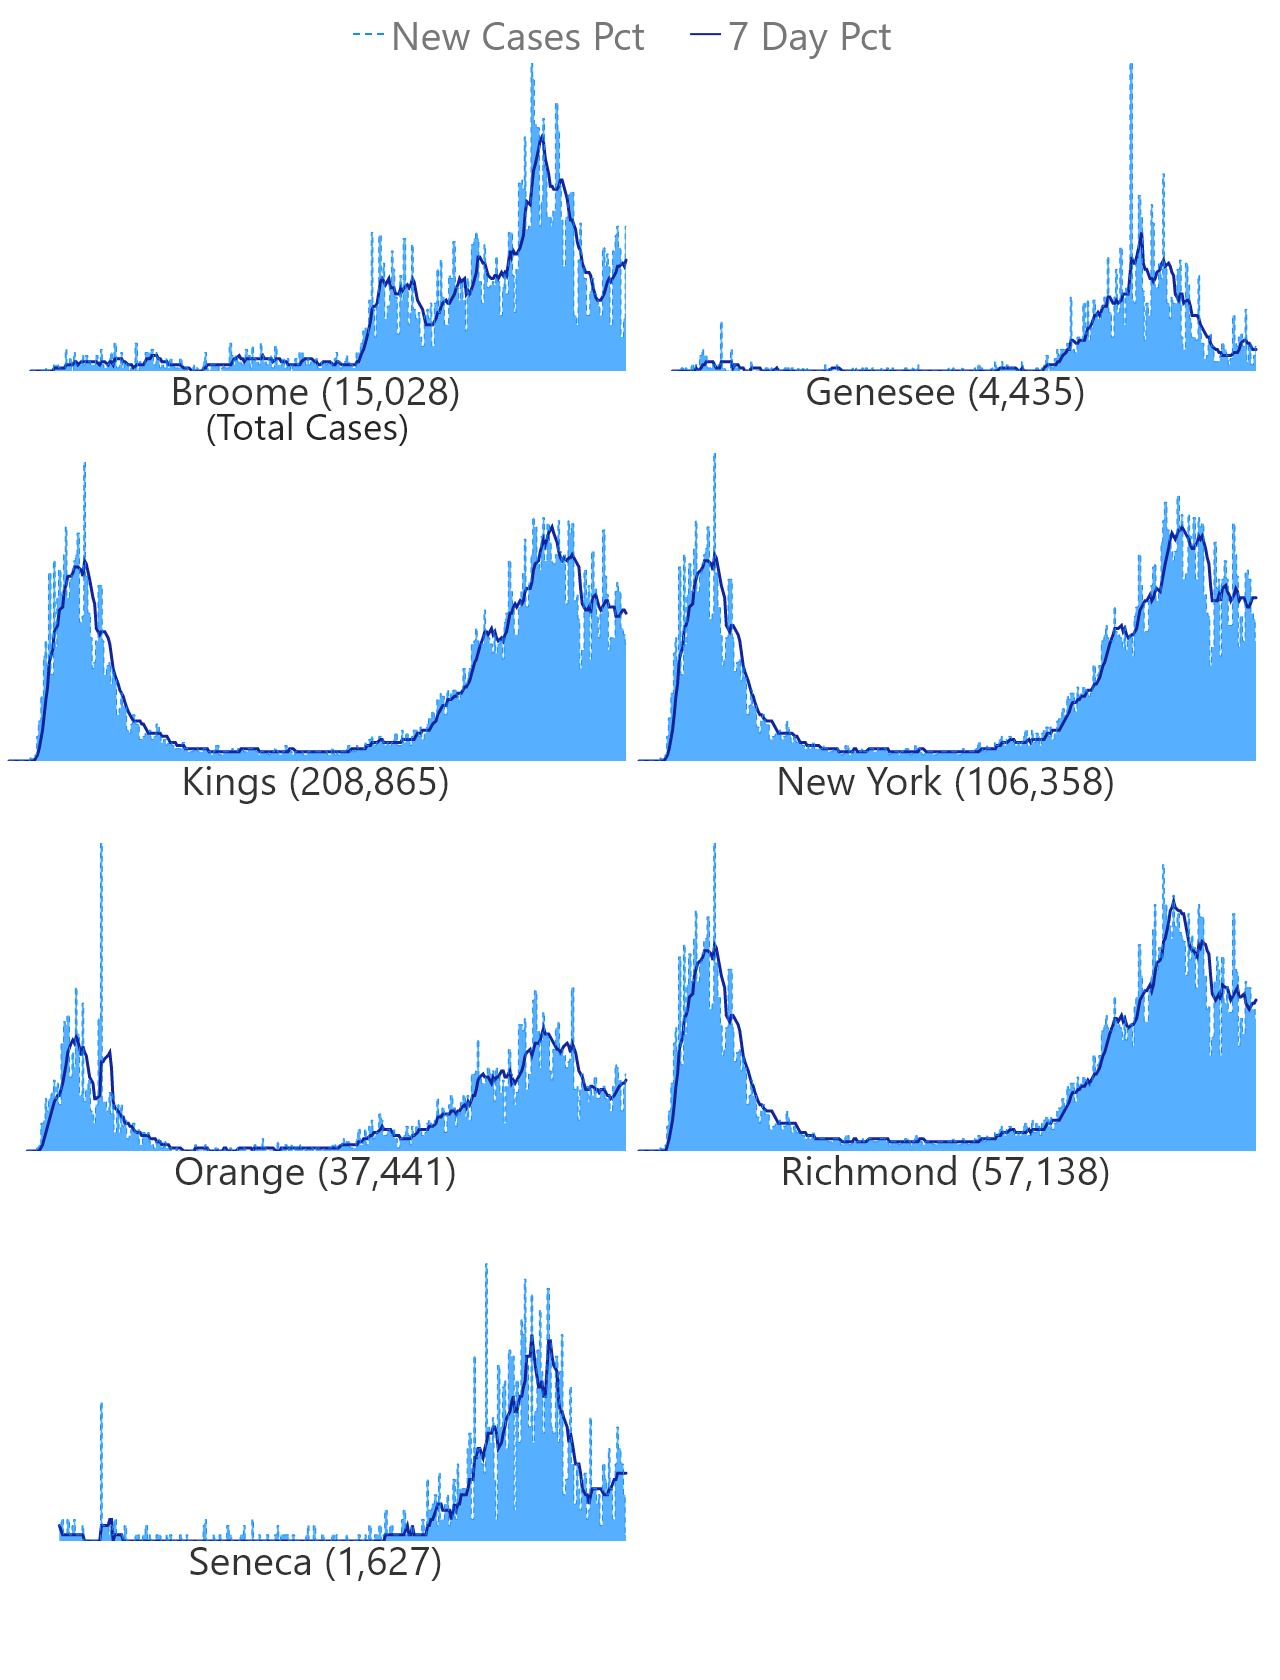 New Cases Pct 7 Day Pct
Broome (15,028) Genesee (4,435)
(Total Cases)
Kings (208,865) New York (106,358)
Orange (37,441) Richmond (57,138)
Seneca (1,627)